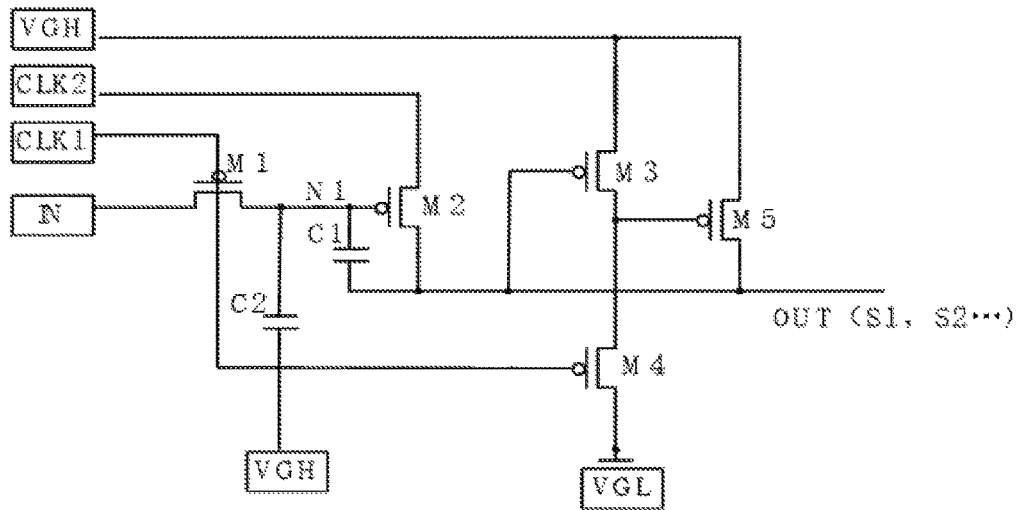 VGH
CLK2
CLK1
M1
M3
IN
N1
M2
M5
C1
C2
OUT (S1, S2···)
M4
VGH
VGL